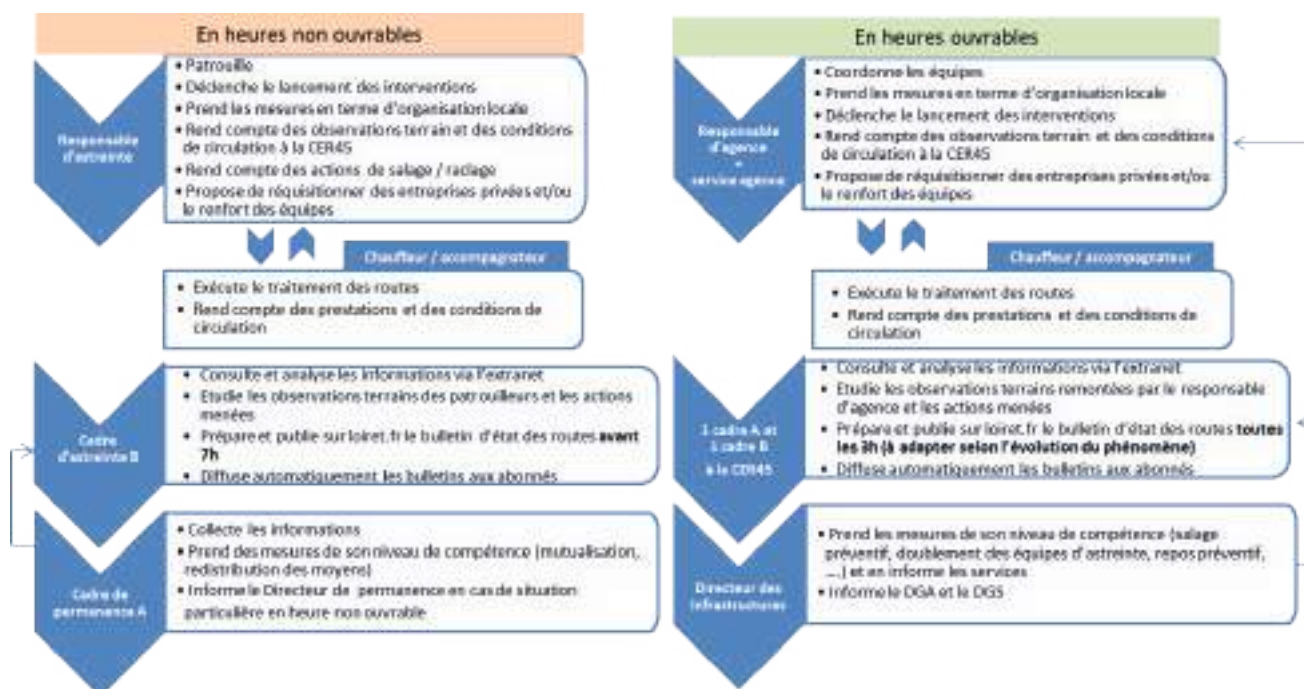 En heures non ouvrables
Responsable
d'astreinte
• Patrouille
• Déclenche le lancement des interventions
• Prend les mesures en terme d'organisation locale
• Rend compte des observations terrain et des conditions
de circulation à la CER45
• Rend compte des actions de salage / raclage
• Propose de réquisitionner des entreprises privées et/ou
le renfort des équipes
Chauffeur / accompagnateur
• Exécute le traitement des routes
• Rend compte des prestations et des conditions de
circulation
Cadre
d'astreinte B
• Consulte et analyse les informations via l'extranet
• Etudie les observations terrains des patrouilleurs et les actions
menées
• Prépare et publie sur loiret.fr le bulletin d'état des routes avant
7h
• Diffuse automatiquement les bulletins aux abonnés
Cadre de
permanence A
• Collecte les informations
• Prend des mesures de son niveau de compétence (mutualisation,
redistribution des moyens)
• Informe le Directeur de permanence en cas de situation
particulière en heure non ouvrable
En heures ouvrables
Responsable
d'agence
+
service agence
• Coordonne les équipes
• Prend les mesures en terme d'organisation locale
• Déclenche le lancement des interventions
• Rend compte des observations terrain et des conditions
de circulation à la CER45
• Propose de réquisitionner des entreprises privées et/ou
le renfort des équipes
Chauffeur / accompagnateur
• Exécute le traitement des routes
• Rend compte des prestations et des conditions de
circulation
1 cadre A et
1 cadre B
à la CER45
• Consulte et analyse les informations via l'extranet
• Etudie les observations terrains remontées par le responsable
d'agence et les actions menées
• Prépare et publie sur loiret.fr le bulletin d'état des routes toutes
les 3h (à adapter selon l'évolution du phénomène)
• Diffuse automatiquement les bulletins aux abonnés
Directeur des
Infrastructures
• Prend les mesures de son niveau de compétence (salage
préventif, doublement des équipes d'astreinte, repos préventif,
....) et en informe les services
• Informe le DGA et le DGS